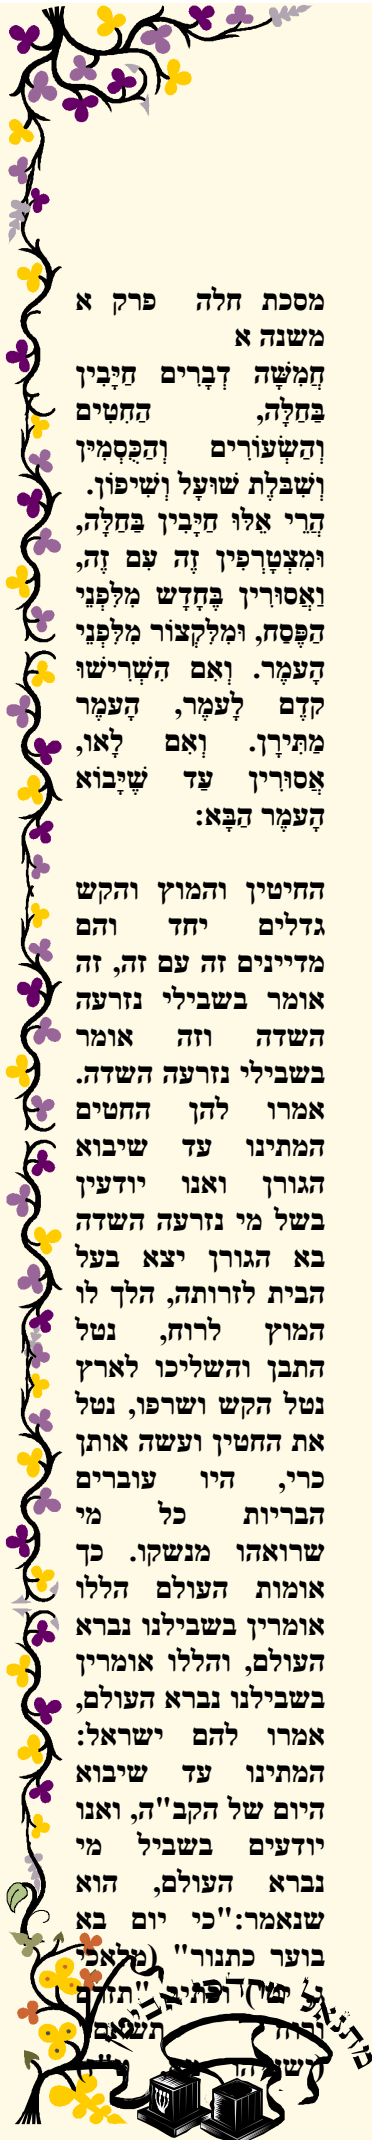 מסכת חלה פרק א
משנה א
חֲמִשָּׁה דְבָרִים חַיָּבִין
בַּחַלָּה, הַחִטִּים
וְהַשְּׂעוֹרִים וְהַכֻּסְּמִין
וְשִׁבֹּלֶת שׁוּעָל וְשִׁיפוֹן.
הֲרֵי אֵלּוּ חַיָּבִין בַּחַלָּה,
וּמִצְטָרְפִין זֶה עִם זֶה,
וַאֲסוּרִין בֶּחָדָשׁ מִלִּפְנֵי
הַפֶּסַח, וּמִלִּקְצוֹר מִלִּפְנֵי
הָעֹמֶר. וְאִם הִשְׁרִישׁוּ
קֹדֶם לָעֹמֶר, הָעֹמֶר
מַתִּירָן. וְאִם לָאו,
אֲסוּרִין עַד שֶׁיָּבוֹא
הָעֹמֶר הַבָּא:
החיטין והמוץ והקש
גדלים יחד והם
מדיינים זה עם זה, זה
אומר בשבילי נזרעה
השדה וזה אומר
בשבילי נזרעה השדה.
אמרו להן החטים
המתינו עד שיבוא
הגורן ואנו יודעין
בשל מי נזרעה השדה
בא הגורן יצא בעל
הבית לזרותה, הלך לו
המוץ לרוח, נטל
התבן והשליכו לארץ
נטל הקש ושרפו, נטל
את החטין ועשה אותן
כרי, היו עוברים
הבריות כל מי
שרואהו מנשקו. כך
אומות העולם הללו
אומרין בשבילנו נברא
העולם, והללו אומרין
בשבילנו נברא העולם,
אמרו להם ישראל:
המתינו עד שיבוא
היום של הקב"ה, ואנו
יודעים בשביל מי
נברא העולם, הוא
שנאמר:"כי יום בא
בוער כתנור" (מלאכי